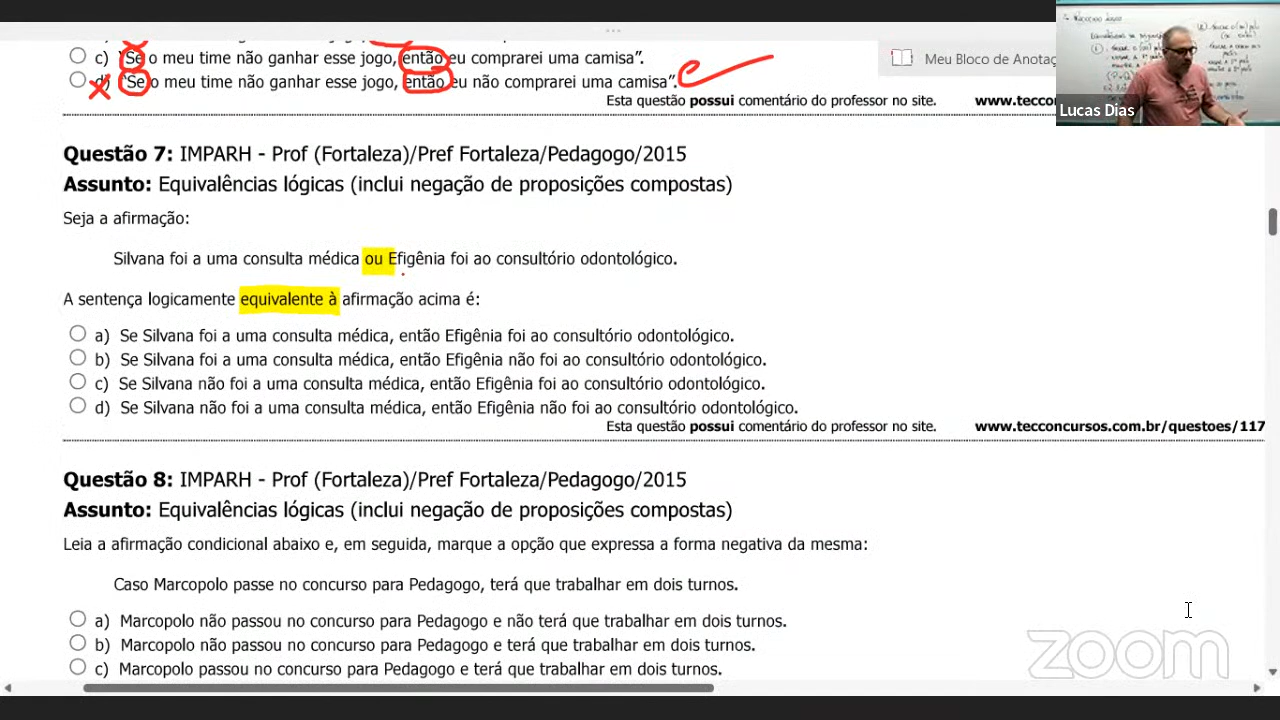 c) "Se o meu time não ganhar esse jogo, então eu comprarei uma camisa".
d) "Se o meu time não ganhar esse jogo, então eu não comprarei uma camisa".
Meu Bloco de Anotaç
Lucas Dias
Esta questão possui comentário do professor no site. www.tecc
Questão 7: IMPARH - Prof (Fortaleza)/Pref Fortaleza/Pedagogo/2015
Assunto: Equivalências lógicas (inclui negação de proposições compostas)
Seja a afirmação:
Silvana foi a uma consulta médica ou Efigênia foi ao consultório odontológico.
A sentença logicamente equivalente à afirmação acima é:
a) Se Silvana foi a uma consulta médica, então Efigênia foi ao consultório odontológico.
b) Se Silvana foi a uma consulta médica, então Efigênia não foi ao consultório odontológico.
c) Se Silvana não foi a uma consulta médica, então Efigênia foi ao consultório odontológico.
d) Se Silvana não foi a uma consulta médica, então Efigênia não foi ao consultório odontológico.
Esta questão possui comentário do professor no site. www.tecconcursos.com.br/questoes/117
Questão 8: IMPARH - Prof (Fortaleza)/Pref Fortaleza/Pedagogo/2015
Assunto: Equivalências lógicas (inclui negação de proposições compostas)
Leia a afirmação condicional abaixo e, em seguida, marque a opção que expressa a forma negativa da mesma:
Caso Marcopolo passe no concurso para Pedagogo, terá que trabalhar em dois turnos.
a) Marcopolo não passou no concurso para Pedagogo e não terá que trabalhar em dois turnos.
b) Marcopolo não passou no concurso para Pedagogo e terá que trabalhar em dois turnos.
c) Marcopolo passou no concurso para Pedagogo e terá que trabalhar em dois turnos.
zoom